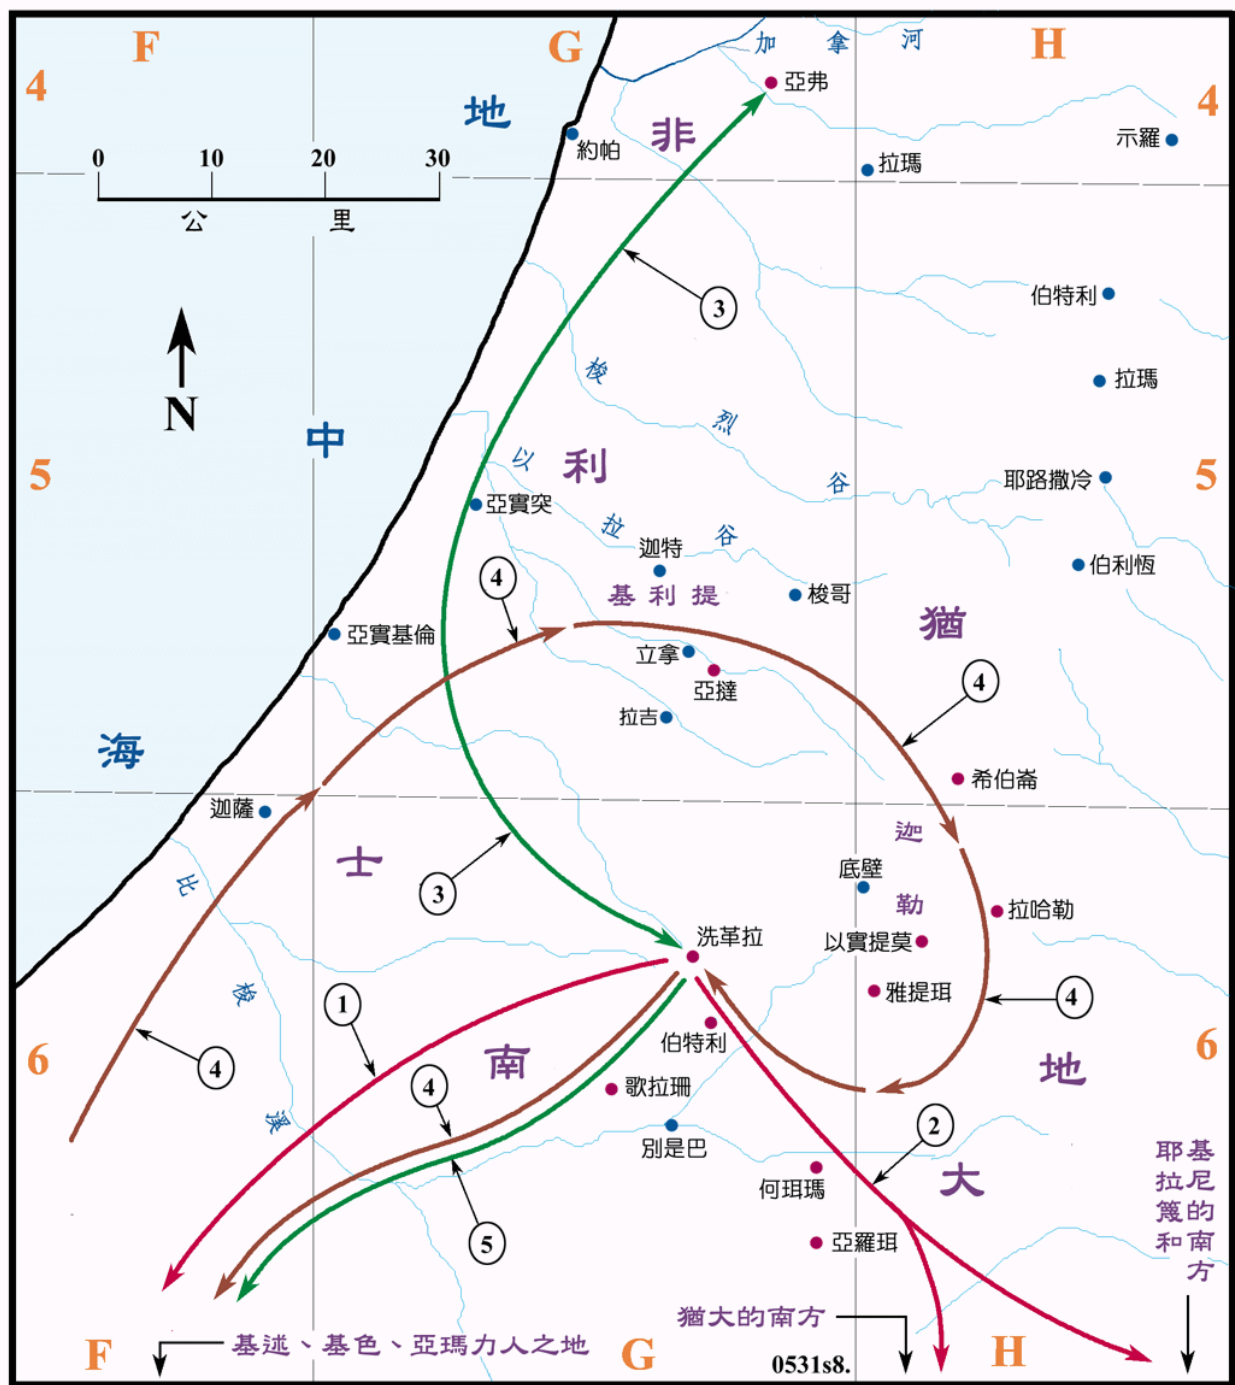 F
G
H
加拿河
4
4
亞弗
地
非
約帕
示羅
拉瑪
0 10 20 30
公里
伯特利
3
拉瑪
梭烈谷
N
中
利
5
5
以拉谷
耶路撒冷
亞實突
迦特
伯利恆
4
基利提
梭哥
猶
亞實基倫
立拿
亞撻
4
拉吉
海
希伯崙
迦薩
迦勒
士
底壁
3
拉哈勒
洗革拉
以實提莫
比梭溪
雅提珥
1
4
伯特利
6
6
南
地
4
4
歌拉珊
2
別是巴
大
何珥瑪
基尼的南方
耶拉篾和
5
亞羅珥
猶大的南方
基述、基色、亞瑪力人之地
F
G
H
0531s8.